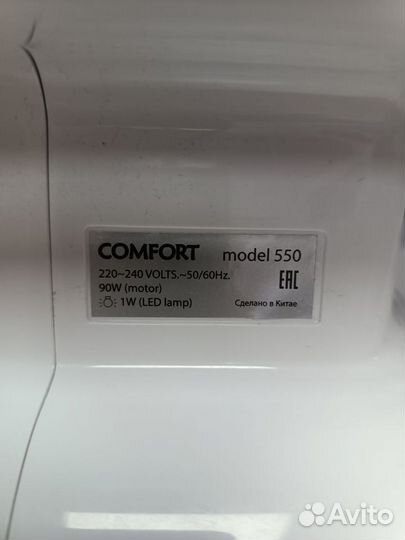 COMFORT model 550
220~240 VOLTS.~50/60Hz.
90W (motor)
1W (LED lamp)
EAC
Сделано в Китае
Avito